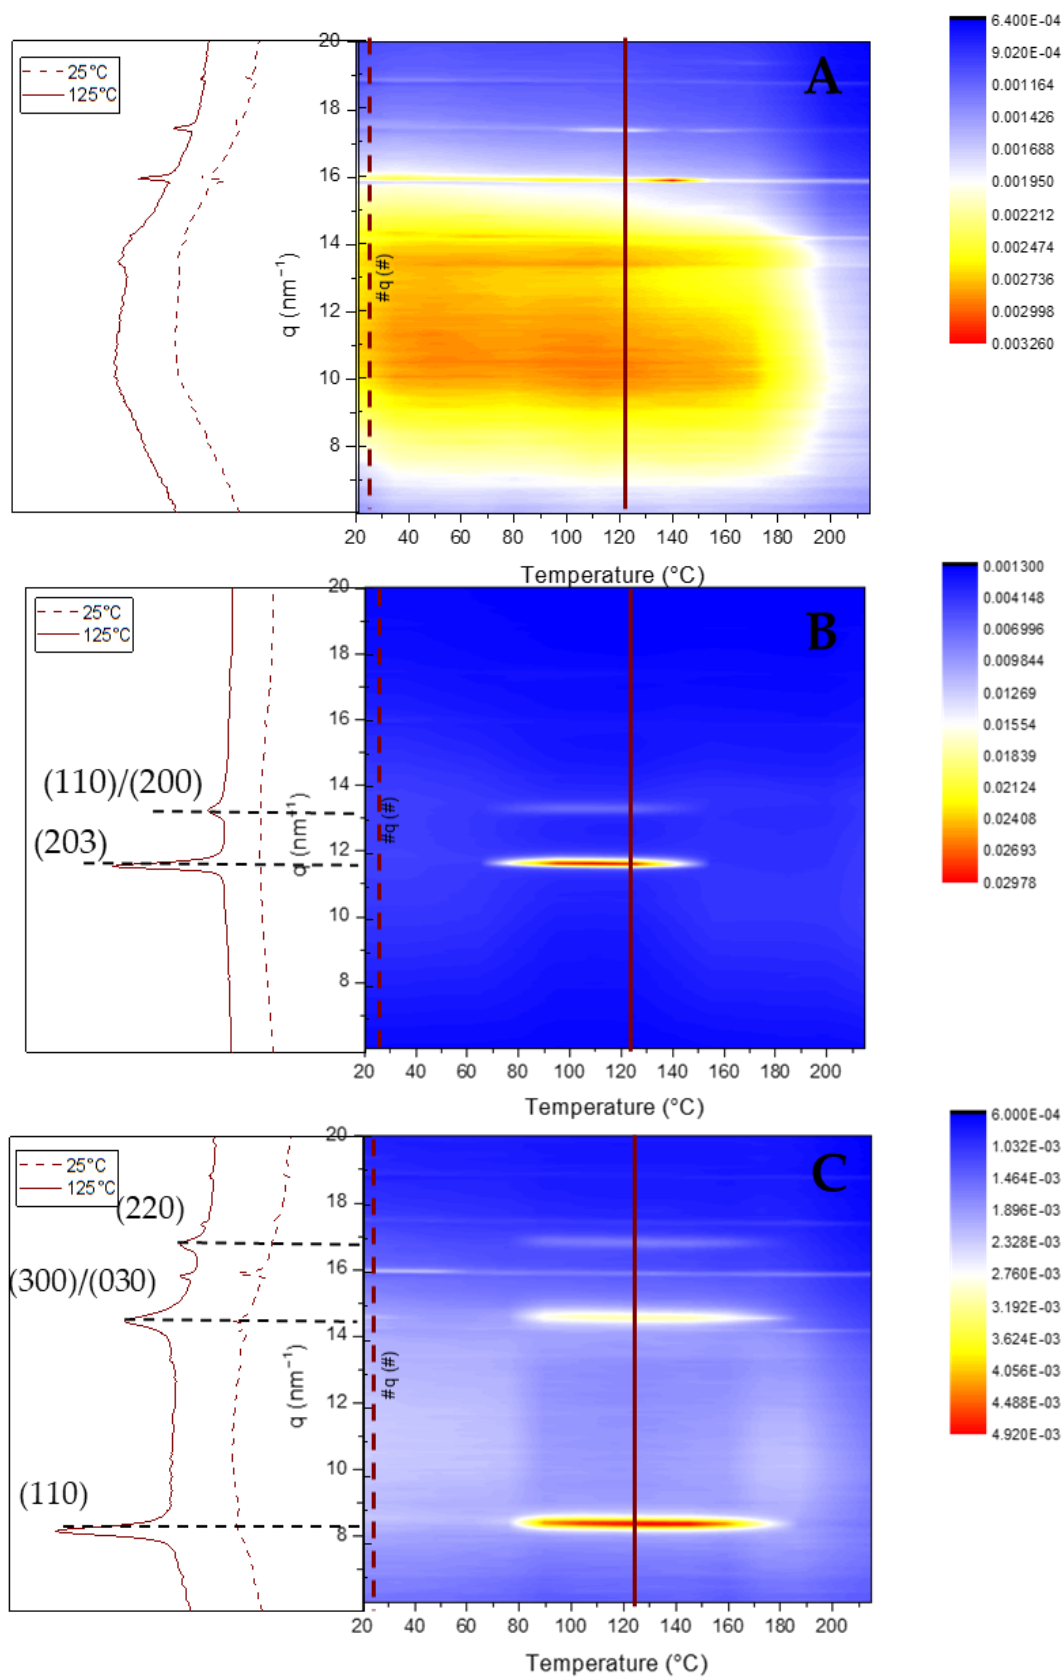 25°C
125°C
A
20
18
16
14
12
10
8
q (nm⁻¹)
#q (#)
20 40 60 80 100 120 140 160 180 200
Temperature (°C)
6.400E-04
9.020E-04
0.001164
0.001426
0.001688
0.001950
0.002212
0.002474
0.002736
0.002998
0.003260
25°C
125°C
B
(110)/(200)
(203)
20
18
16
14
12
10
8
q (nm⁻¹)
#q (#)
20 40 60 80 100 120 140 160 180 200
Temperature (°C)
0.001300
0.004148
0.006996
0.009844
0.01269
0.01554
0.01839
0.02124
0.02408
0.02693
0.02978
25°C
125°C
C
(220)
(300)/(030)
(110)
20
18
16
14
12
10
8
q (nm⁻¹)
#q (#)
20 40 60 80 100 120 140 160 180 200
Temperature (°C)
6.000E-04
1.032E-03
1.464E-03
1.896E-03
2.328E-03
2.760E-03
3.192E-03
3.624E-03
4.056E-03
4.488E-03
4.920E-03